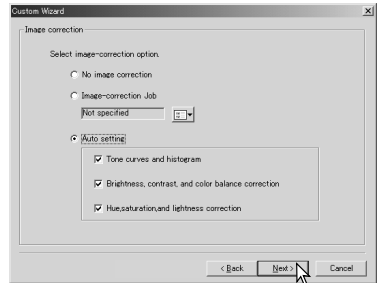 Custom Wizard
Image correction
Select image-correction option.
No image correction
Image-correction Job
Not specified
Auto setting
Tone curves and histogram
Brightness, contrast, and color balance correction
Hue,saturation,and lightness correction
< Back Next > Cancel